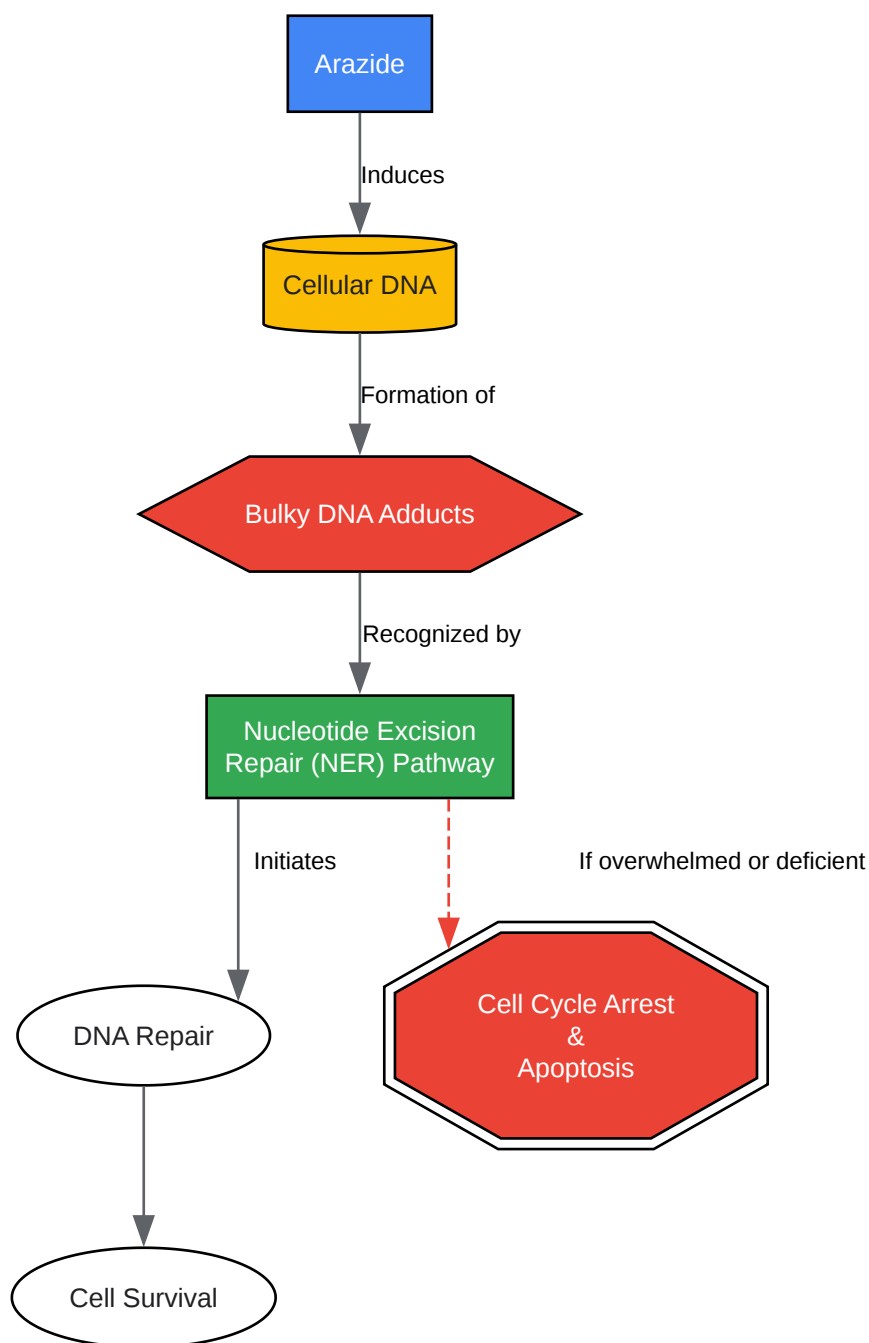 Arazide
Induces
Cellular DNA
Formation of
Bulky DNA Adducts
Recognized by
Nucleotide Excision
Repair (NER) Pathway
Initiates
If overwhelmed or deficient
Cell Cycle Arrest
&
Apoptosis
DNA Repair
Cell Survival